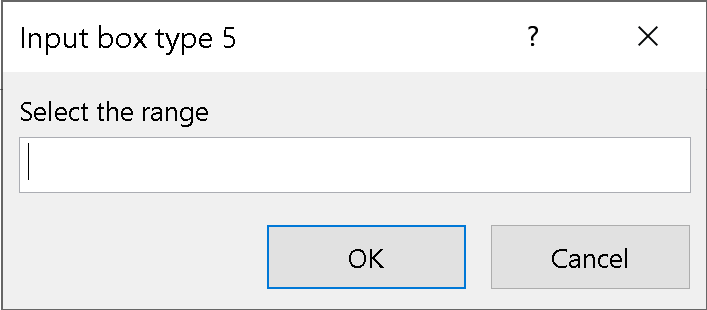 Input box type 5 ?
Select the range
OK Cancel